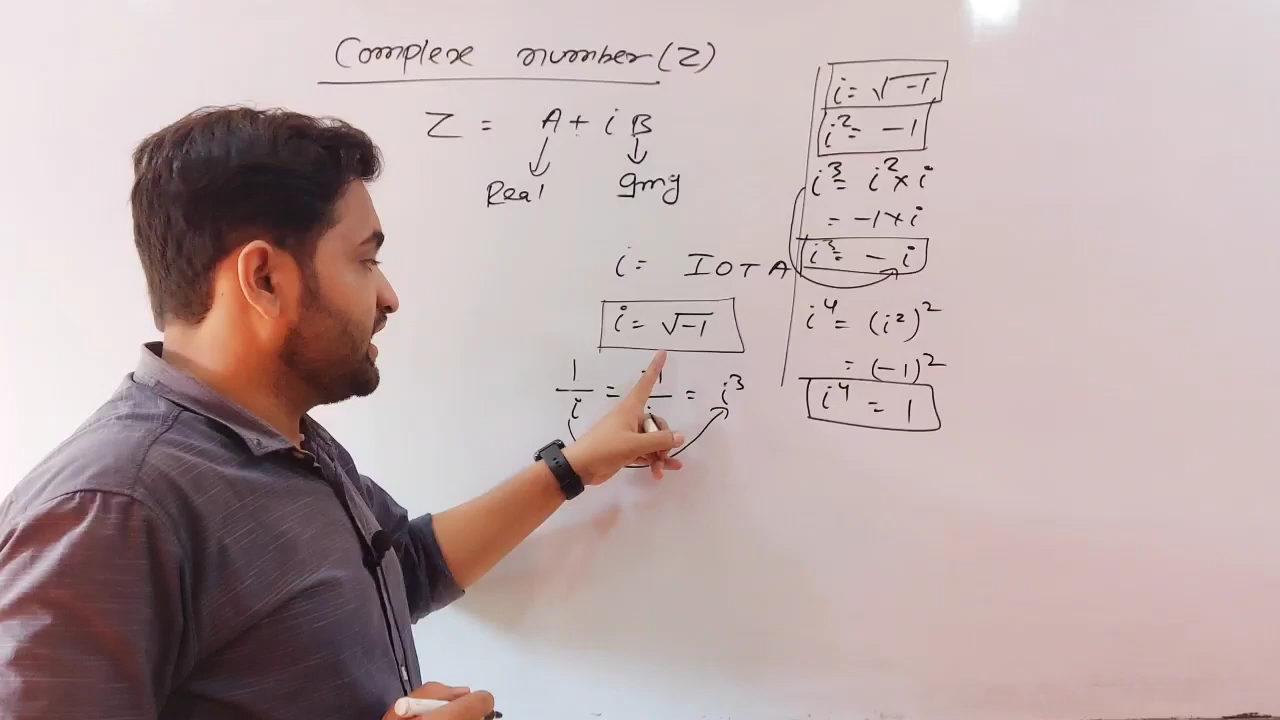 Complex number (Z)
Z = A + i B
Real
Img
i = IOTA
i = √-1
1/i = = i³
i = √-1
i² = -1
i³ = i² × i
= -1 × i
i³ = - i
i⁴ = (i²)²
= (-1)²
i⁴ = 1